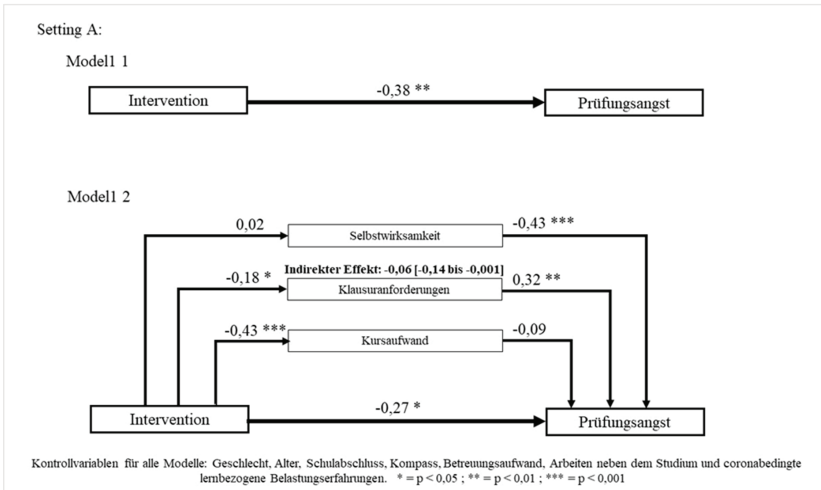 Setting A:
Model1 1
-0,38 **
Intervention
Prüfungsangst
Model1 2
0,02
-0,43 ***
Selbstwirksamkeit
Indirekter Effekt: -0,06 [-0,14 bis -0,001]
-0,18 *
0,32 **
Klausuranforderungen
-0,43 ***
-0,09
Kursaufwand
-0,27 *
Intervention
Prüfungsangst
Kontrollvariablen für alle Modelle: Geschlecht, Alter, Schulabschluss, Kompass, Betreuungsaufwand, Arbeiten neben dem Studium und coronabedingte
lernbezogene Belastungserfahrungen. * = p < 0,05 ; ** = p < 0,01 ; *** = p < 0,001